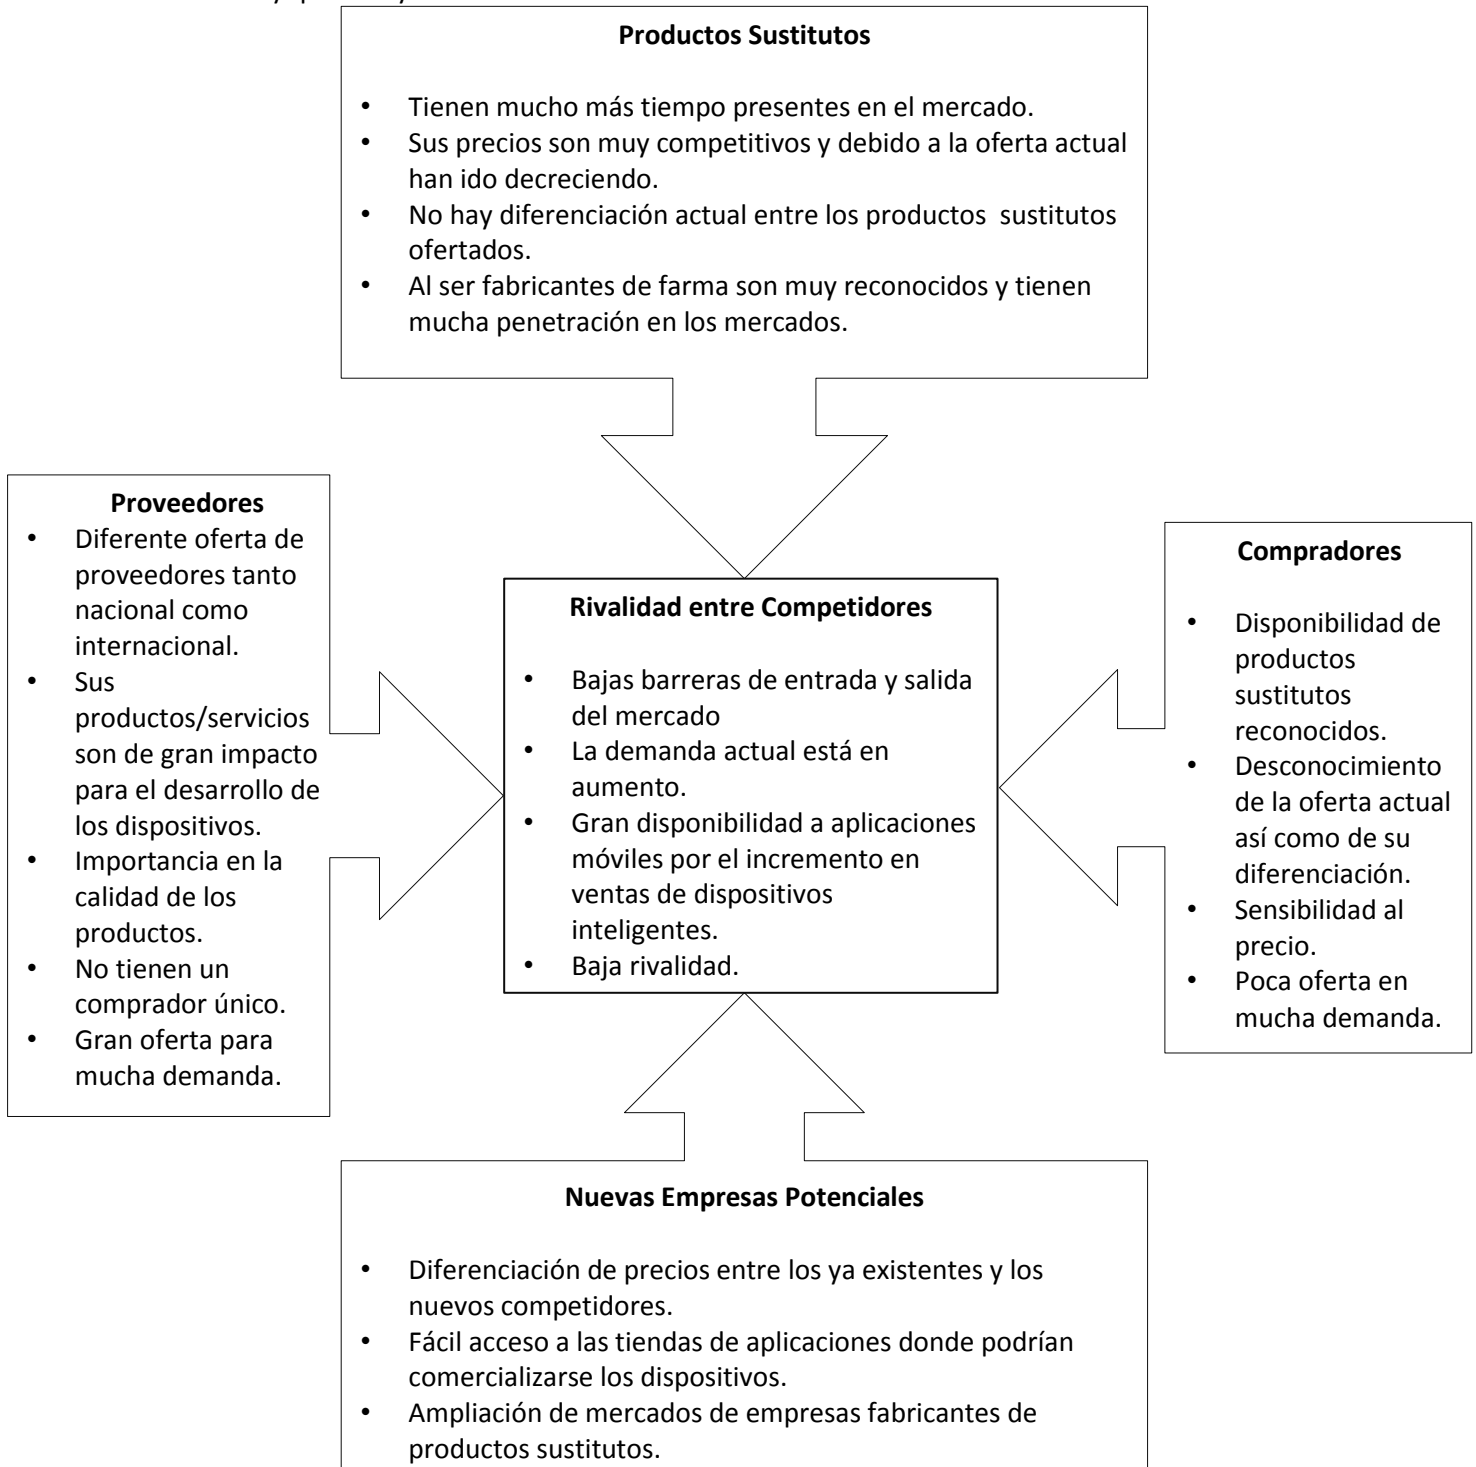 Productos Sustitutos
• Tienen mucho más tiempo presentes en el mercado.
• Sus precios son muy competitivos y debido a la oferta actual
han ido decreciendo.
• No hay diferenciación actual entre los productos sustitutos
ofertados.
• Al ser fabricantes de farma son muy reconocidos y tienen
mucha penetración en los mercados.
Proveedores
• Diferente oferta de
proveedores tanto
nacional como
internacional.
• Sus
productos/servicios
son de gran impacto
para el desarrollo de
los dispositivos.
• Importancia en la
calidad de los
productos.
• No tienen un
comprador único.
• Gran oferta para
mucha demanda.
Rivalidad entre Competidores
• Bajas barreras de entrada y salida
del mercado
• La demanda actual está en
aumento.
• Gran disponibilidad a aplicaciones
móviles por el incremento en
ventas de dispositivos
inteligentes.
• Baja rivalidad.
Compradores
• Disponibilidad de
productos
sustitutos
reconocidos.
• Desconocimiento
de la oferta actual
así como de su
diferenciación.
• Sensibilidad al
precio.
• Poca oferta en
mucha demanda.
Nuevas Empresas Potenciales
• Diferenciación de precios entre los ya existentes y los
nuevos competidores.
• Fácil acceso a las tiendas de aplicaciones donde podrían
comercializarse los dispositivos.
• Ampliación de mercados de empresas fabricantes de
productos sustitutos.